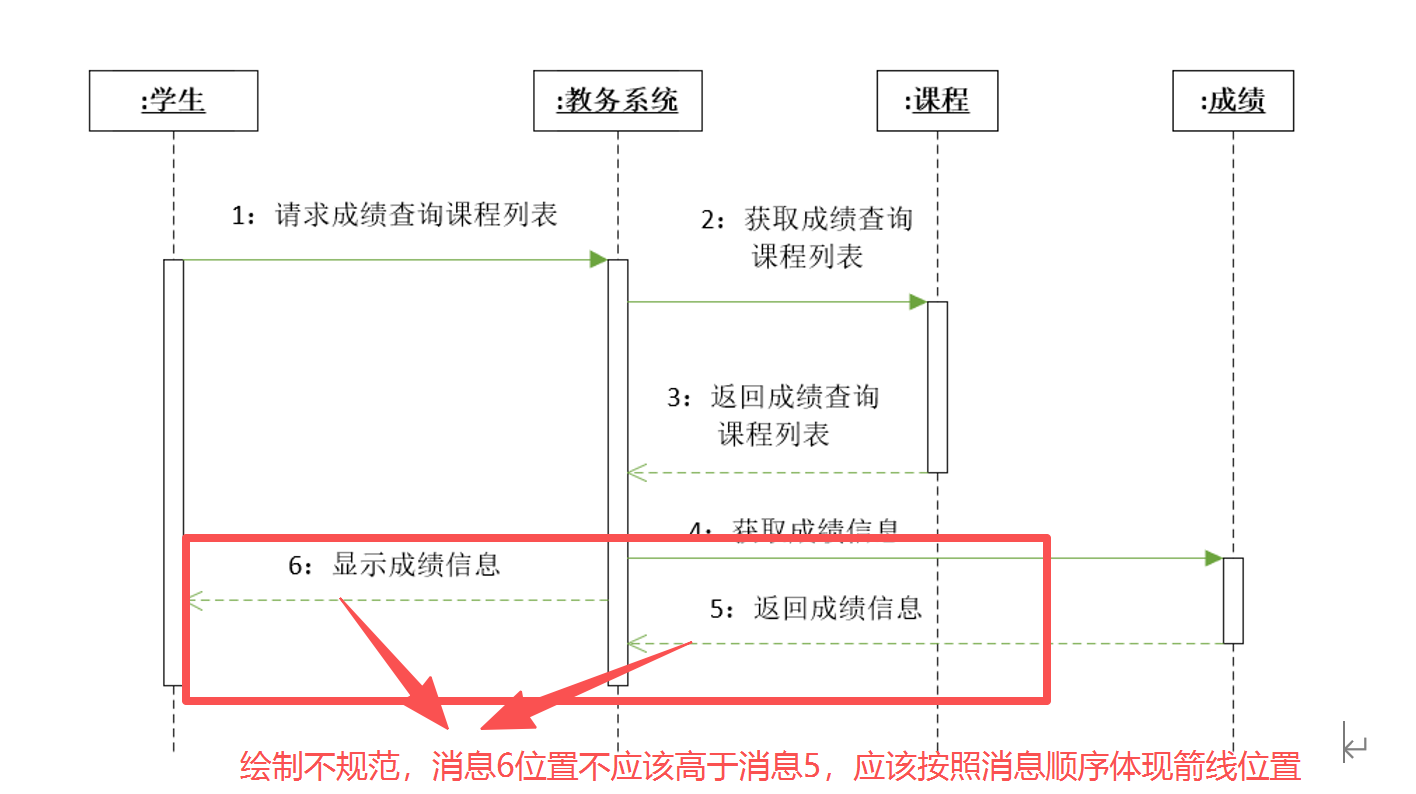 :学生
:教务系统
:课程
:成绩
1：请求成绩查询课程列表
2：获取成绩查询
课程列表
3：返回成绩查询
课程列表
4：获取成绩信息
6：显示成绩信息
5：返回成绩信息
绘制不规范，消息6位置不应该高于消息5，应该按照消息顺序体现箭线位置